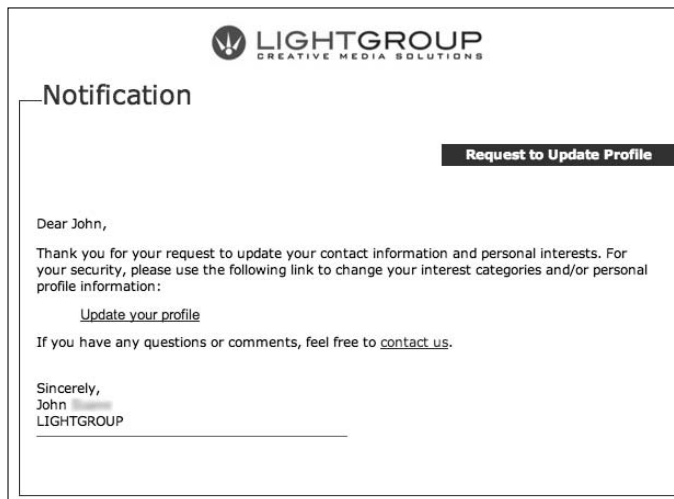 LIGHTGROUP
CREATIVE MEDIA SOLUTIONS
Notification
Request to Update Profile
Dear John,
Thank you for your request to update your contact information and personal interests. For
your security, please use the following link to change your interest categories and/or personal
profile information:
Update your profile
If you have any questions or comments, feel free to contact us.
Sincerely,
John
LIGHTGROUP